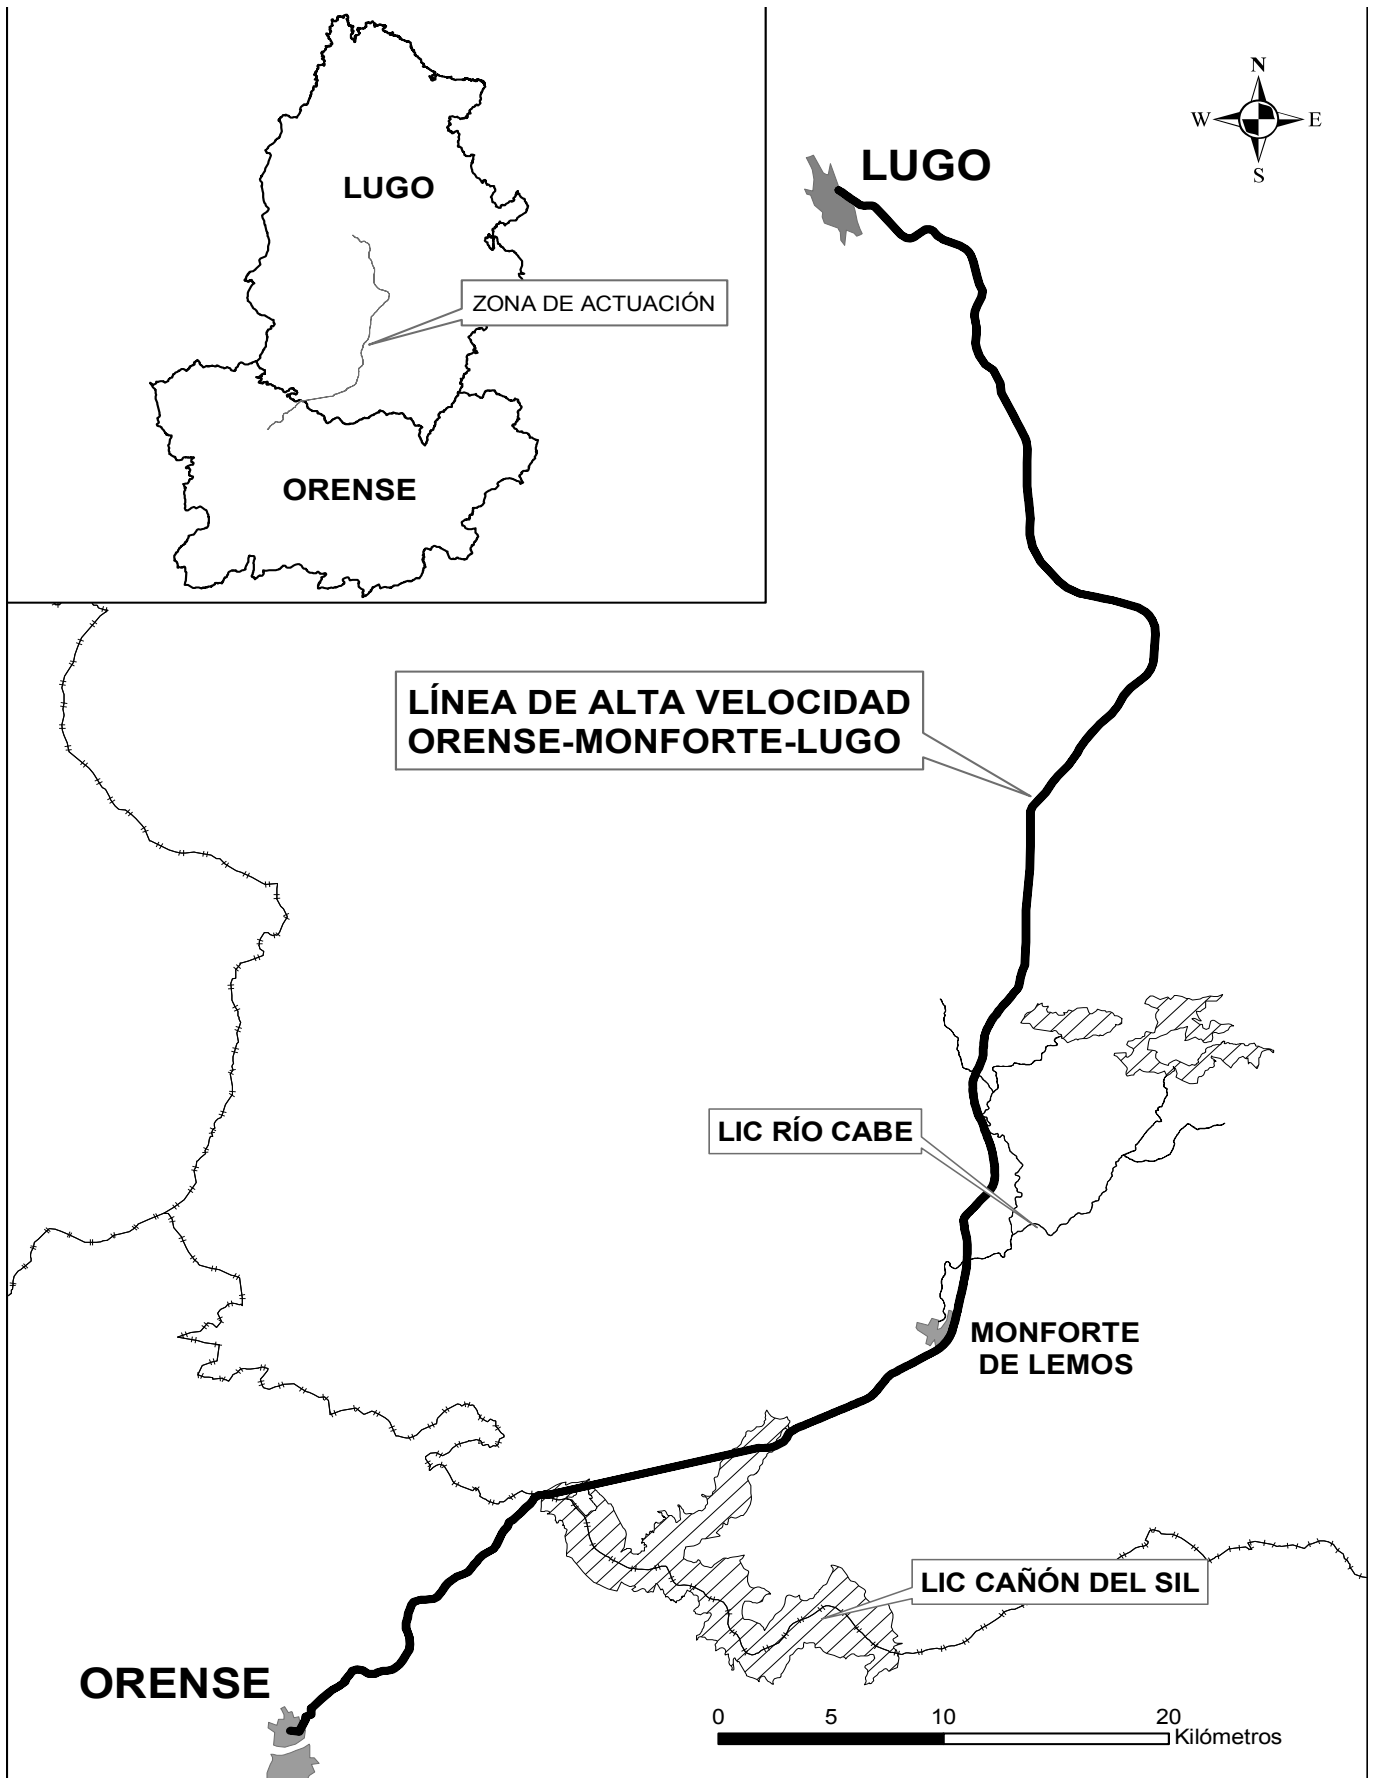 LUGO
ZONA DE ACTUACIÓN
ORENSE
N
W
E
S
LUGO
LÍNEA DE ALTA VELOCIDAD
ORENSE-MONFORTE-LUGO
LIC RÍO CABE
MONFORTE
DE LEMOS
LIC CAÑÓN DEL SIL
ORENSE
0
5
10
20
Kilómetros